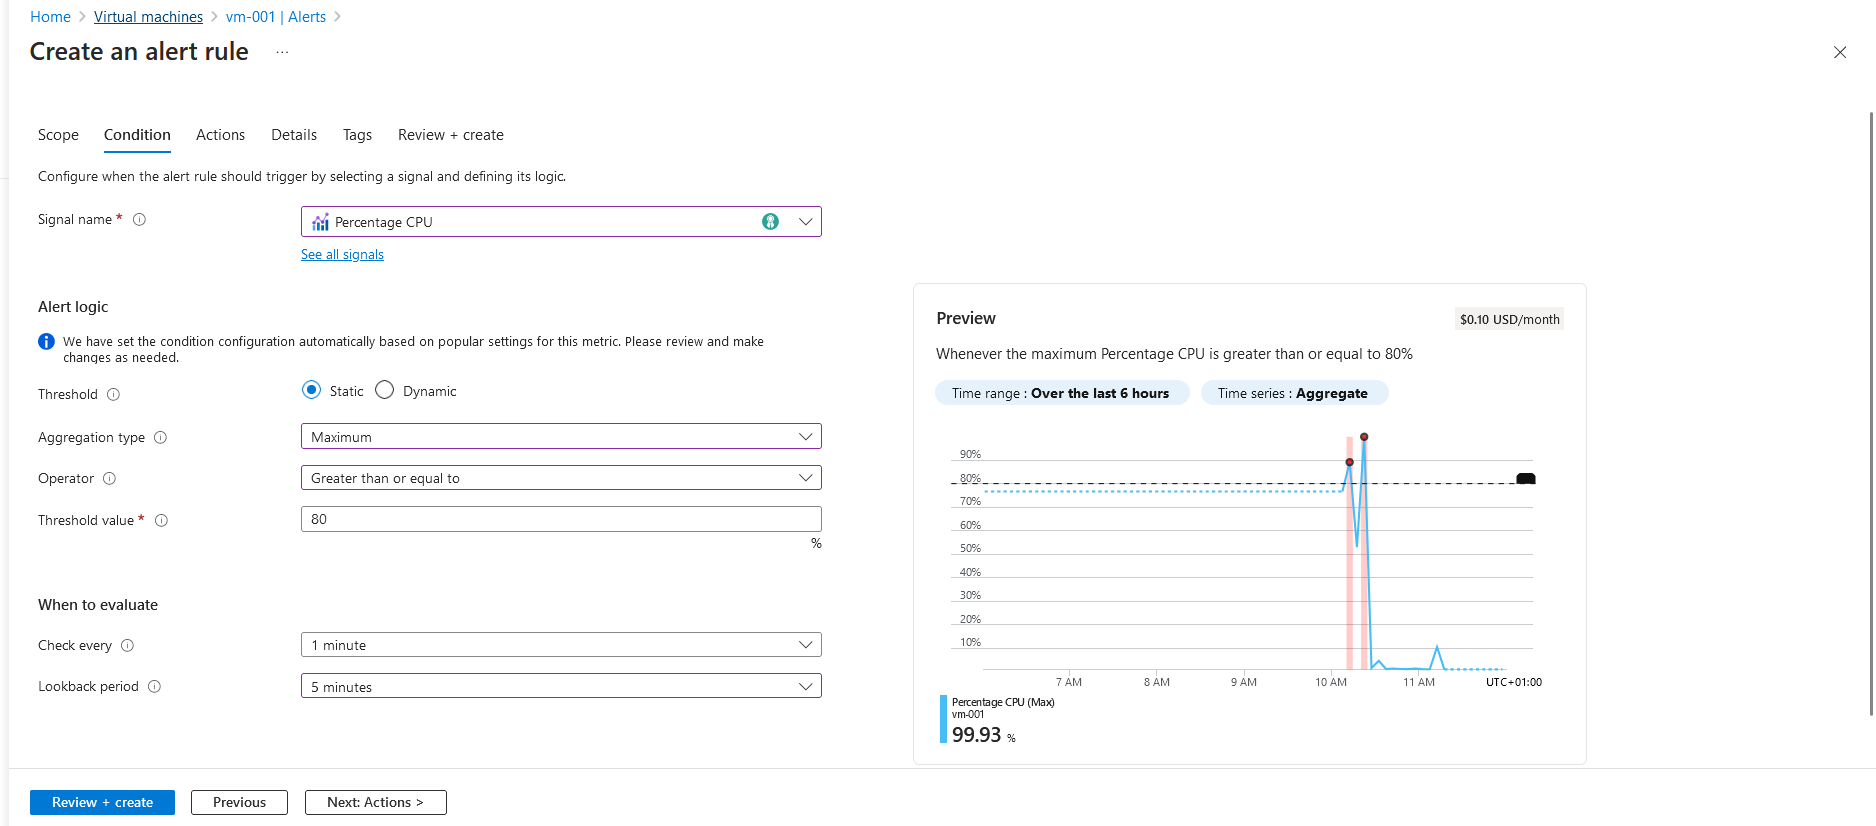 Home > Virtual machines > vm-001 | Alerts >
Create an alert rule ...
Scope Condition Actions Details Tags Review + create
Configure when the alert rule should trigger by selecting a signal and defining its logic.
Signal name * Percentage CPU
See all signals
Alert logic
We have set the condition configuration automatically based on popular settings for this metric. Please review and make
changes as needed.
Threshold Static Dynamic
Aggregation type Maximum
Operator Greater than or equal to
Threshold value * 80
%
When to evaluate
Check every 1 minute
Lookback period 5 minutes
Preview $0.10 USD/month
Whenever the maximum Percentage CPU is greater than or equal to 80%
Time range : Over the last 6 hours Time series : Aggregate
90%
80%
70%
60%
50%
40%
30%
20%
10%
7 AM 8 AM 9 AM 10 AM 11 AM UTC+01:00
Percentage CPU (Max)
vm-001
99.93 %
Review + create Previous Next: Actions >